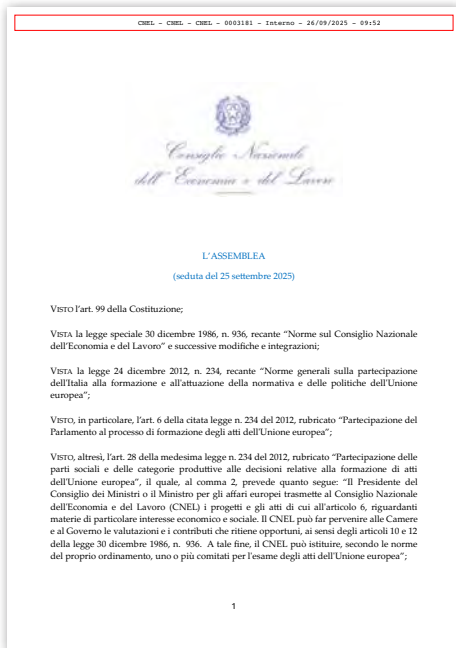 CNEL - CNEL - CNEL - 0003181 - Interno - 26/09/2025 - 09:52
Consiglio Nazionale
dell'Economia e del Lavoro
L'ASSEMBLEA
(seduta del 25 settembre 2025)
VISTO l'art. 99 della Costituzione;
VISTA la legge speciale 30 dicembre 1986, n. 936, recante “Norme sul Consiglio Nazionale
dell'Economia e del Lavoro” e successive modifiche e integrazioni;
VISTA la legge 24 dicembre 2012, n. 234, recante “Norme generali sulla partecipazione
dell'Italia alla formazione e all'attuazione della normativa e delle politiche dell'Unione
europea”;
VISTO, in particolare, l'art. 6 della citata legge n. 234 del 2012, rubricato “Partecipazione del
Parlamento al processo di formazione degli atti dell'Unione europea”;
VISTO, altresì, l'art. 28 della medesima legge n. 234 del 2012, rubricato “Partecipazione delle
parti sociali e delle categorie produttive alle decisioni relative alla formazione di atti
dell'Unione europea”, il quale, al comma 2, prevede quanto segue: “Il Presidente del
Consiglio dei Ministri o il Ministro per gli affari europei trasmette al Consiglio Nazionale
dell'Economia e del Lavoro (CNEL) i progetti e gli atti di cui all'articolo 6, riguardanti
materie di particolare interesse economico e sociale. Il CNEL può far pervenire alle Camere
e al Governo le valutazioni e i contributi che ritiene opportuni, ai sensi degli articoli 10 e 12
della legge 30 dicembre 1986, n. 936. A tale fine, il CNEL può istituire, secondo le norme
del proprio ordinamento, uno o più comitati per l'esame degli atti dell'Unione europea”;
1